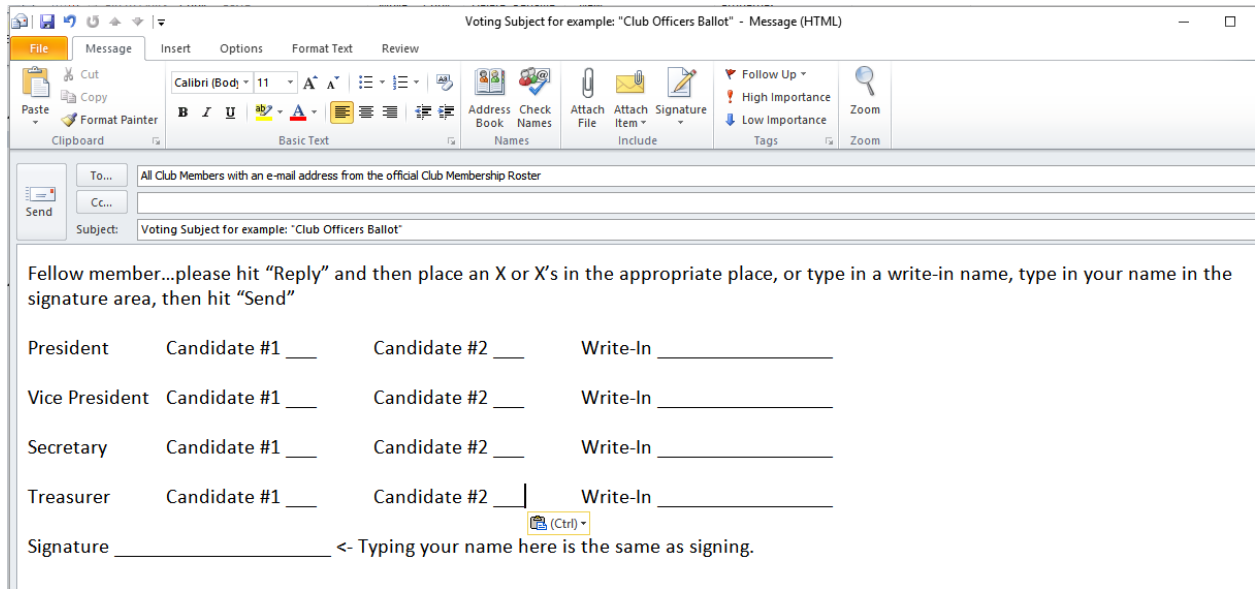 Voting Subject for example: "Club Officers Ballot" - Message (HTML)
File Message Insert Options Format Text Review
Paste
Cut
Copy
Format Painter
Clipboard
Calibri (Body 11
B I U
Basic Text
Address Book
Check Names
Names
Attach File
Attach Item
Signature
Include
Follow Up
High Importance
Low Importance
Tags
Zoom
Zoom
Send
To... All Club Members with an e-mail address from the official Club Membership Roster
Cc...
Subject: Voting Subject for example: "Club Officers Ballot"
Fellow member…please hit “Reply” and then place an X or X’s in the appropriate place, or type in a write-in name, type in your name in the
signature area, then hit “Send”
President Candidate #1 ___ Candidate #2 ___ Write-In _________________
Vice President Candidate #1 ___ Candidate #2 ___ Write-In _________________
Secretary Candidate #1 ___ Candidate #2 ___ Write-In _________________
Treasurer Candidate #1 ___ Candidate #2 ___ Write-In _________________
(Ctrl)
Signature _____________________ <- Typing your name here is the same as signing.